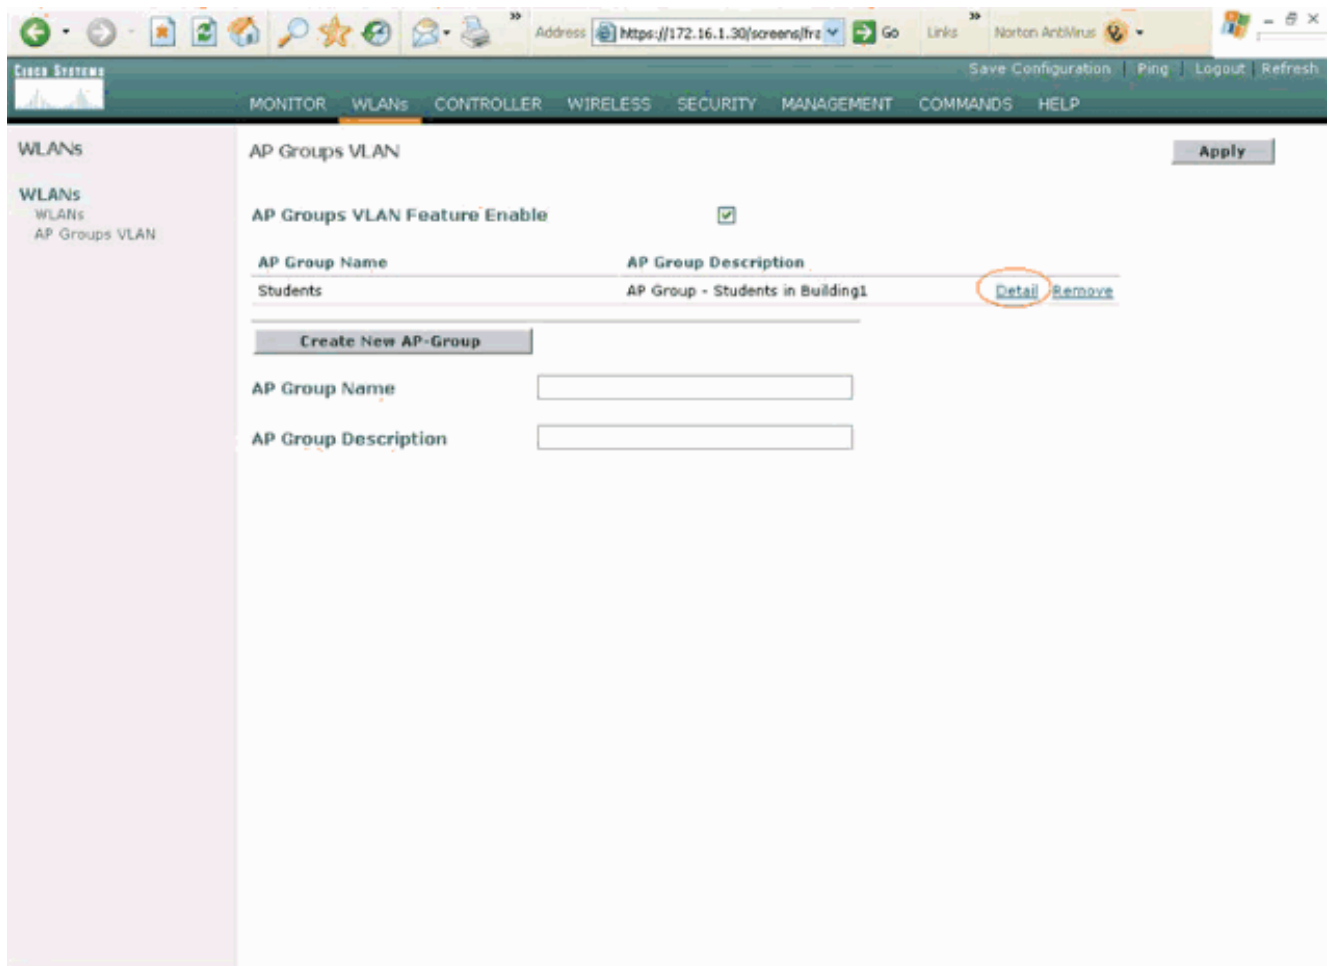 » Address https://172.16.1.30/screens/fra Go Links » Norton AntiVirus
CISCO SYSTEMS
Save Configuration | Ping | Logout | Refresh
MONITOR WLANs CONTROLLER WIRELESS SECURITY MANAGEMENT COMMANDS HELP
WLANs
WLANs
WLANs
AP Groups VLAN
AP Groups VLAN
Apply
AP Groups VLAN Feature Enable
AP Group Name AP Group Description
Students AP Group - Students in Building1 Detail Remove
Create New AP-Group
AP Group Name
AP Group Description